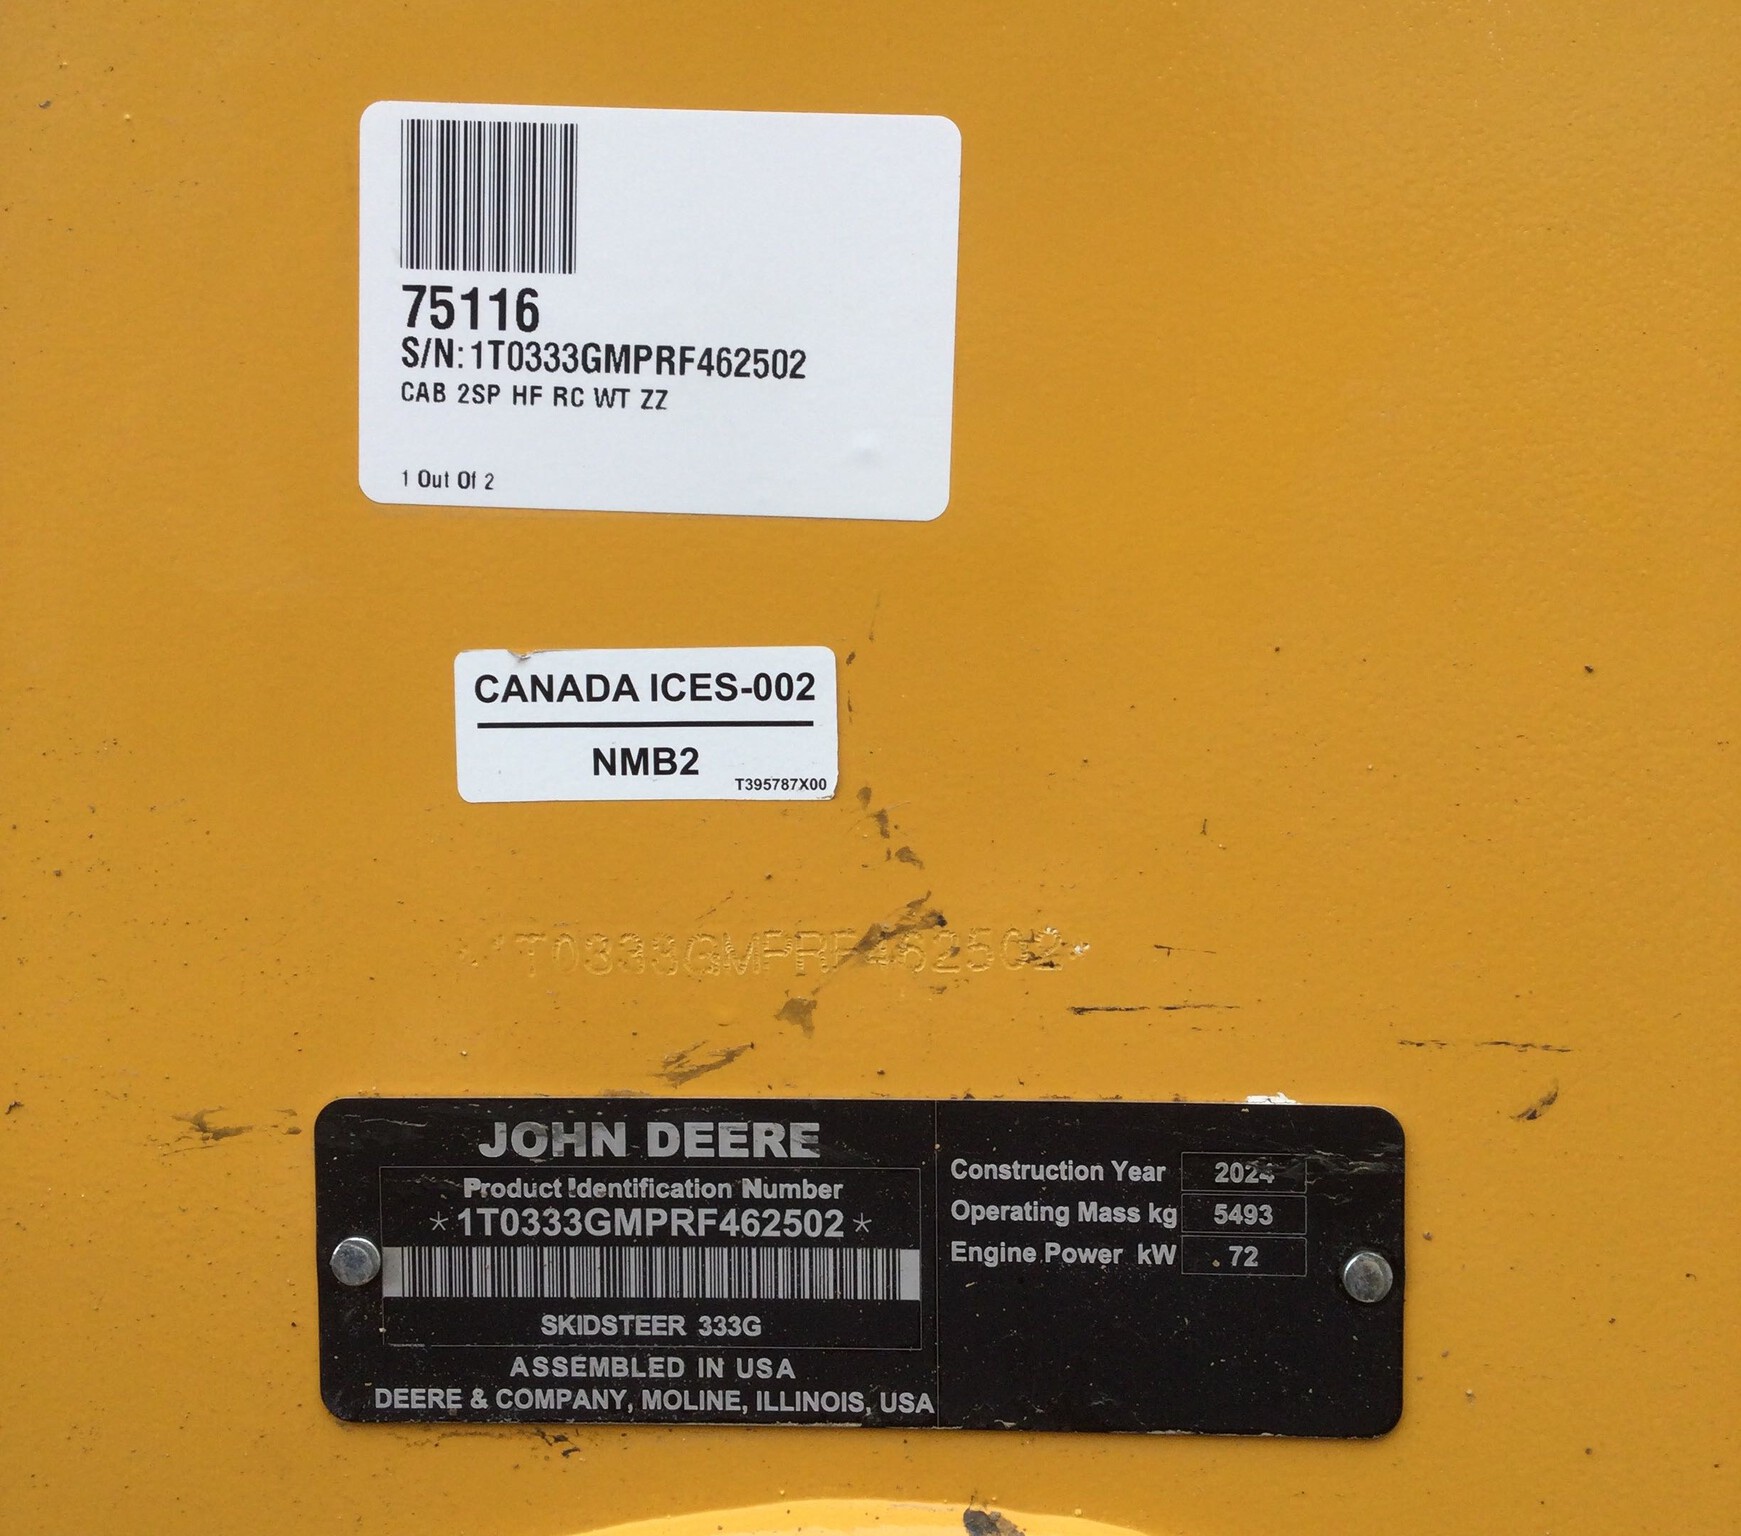 75116
S/N: 1T0333GMPRF462502
CAB 2SP HF RC WT ZZ
1 Out Of 2
CANADA ICES-002
NMB2
T395787X00
*1T0333GMPRF462502*
JOHN DEERE
Product Identification Number
*1T0333GMPRF462502*
SKIDSTEER 333G
ASSEMBLED IN USA
DEERE & COMPANY, MOLINE, ILLINOIS, USA
Construction Year 2024
Operating Mass kg 5493
Engine Power kW 72